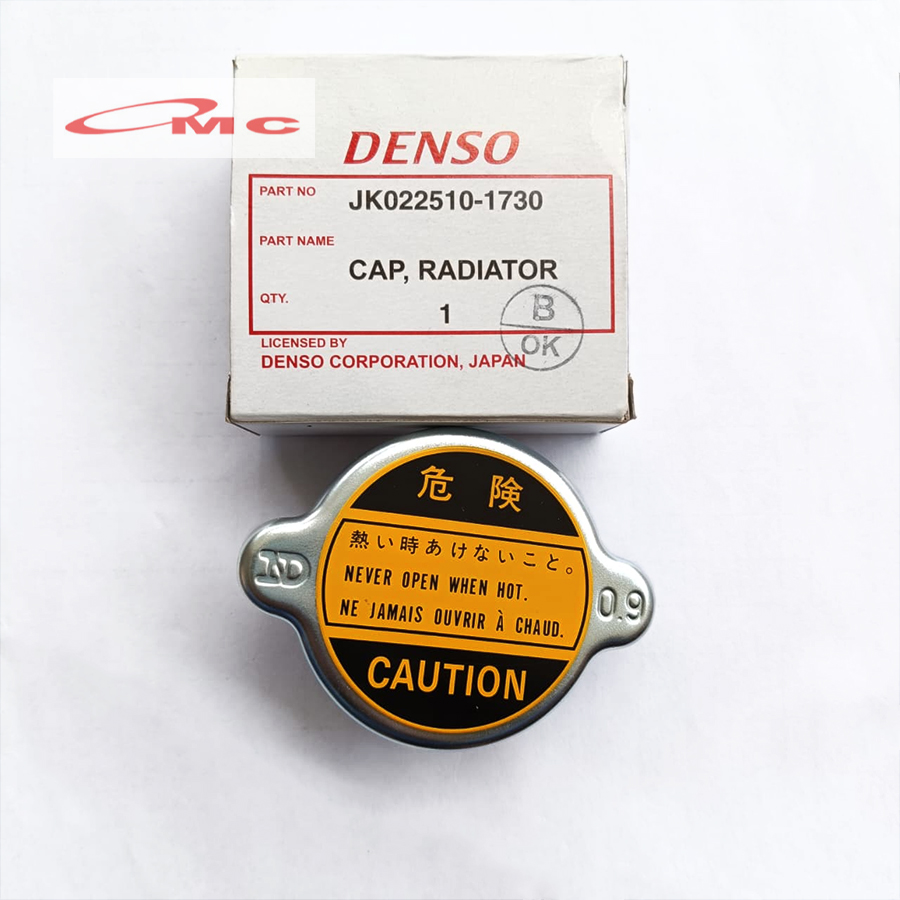 CMC
DENSO
PART NO JK022510-1730
PART NAME
CAP, RADIATOR
QTY. 1
B
OK
LICENSED BY
DENSO CORPORATION, JAPAN
危険
熱い時あけないこと。
NEVER OPEN WHEN HOT.
NE JAMAIS OUVRIR À CHAUD.
ND
0.9
CAUTION